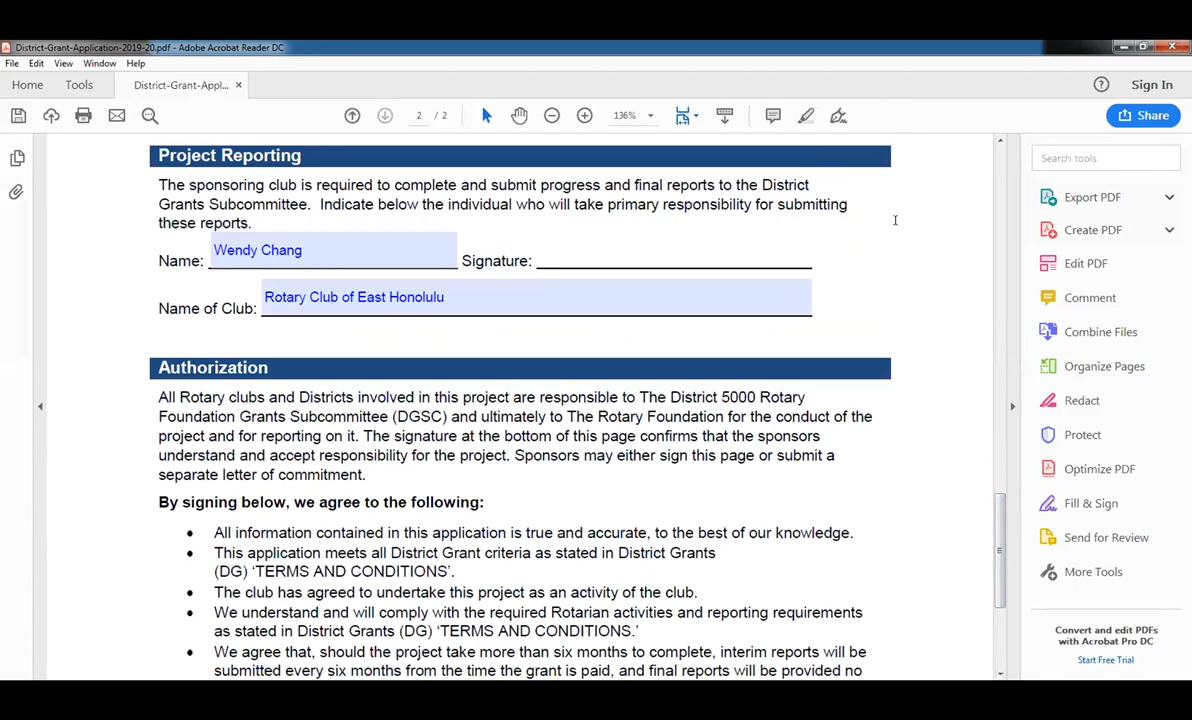 District-Grant-Application-2019-20.pdf - Adobe Acrobat Reader DC
File Edit View Window Help
Home Tools District-Grant-Appl... ×
2 / 2 136% Share
? Sign In
Project Reporting
The sponsoring club is required to complete and submit progress and final reports to the District
Grants Subcommittee. Indicate below the individual who will take primary responsibility for submitting
these reports.
Name: Wendy Chang Signature:
Name of Club: Rotary Club of East Honolulu
Authorization
All Rotary clubs and Districts involved in this project are responsible to The District 5000 Rotary
Foundation Grants Subcommittee (DGSC) and ultimately to The Rotary Foundation for the conduct of the
project and for reporting on it. The signature at the bottom of this page confirms that the sponsors
understand and accept responsibility for the project. Sponsors may either sign this page or submit a
separate letter of commitment.
By signing below, we agree to the following:
• All information contained in this application is true and accurate, to the best of our knowledge.
• This application meets all District Grant criteria as stated in District Grants
(DG) ‘TERMS AND CONDITIONS’.
• The club has agreed to undertake this project as an activity of the club.
• We understand and will comply with the required Rotarian activities and reporting requirements
as stated in District Grants (DG) ‘TERMS AND CONDITIONS.’
• We agree that, should the project take more than six months to complete, interim reports will be
submitted every six months from the time the grant is paid, and final reports will be provided no
Search tools
Export PDF
Create PDF
Edit PDF
Comment
Combine Files
Organize Pages
Redact
Protect
Optimize PDF
Fill & Sign
Send for Review
More Tools
Convert and edit PDFs
with Acrobat Pro DC
Start Free Trial